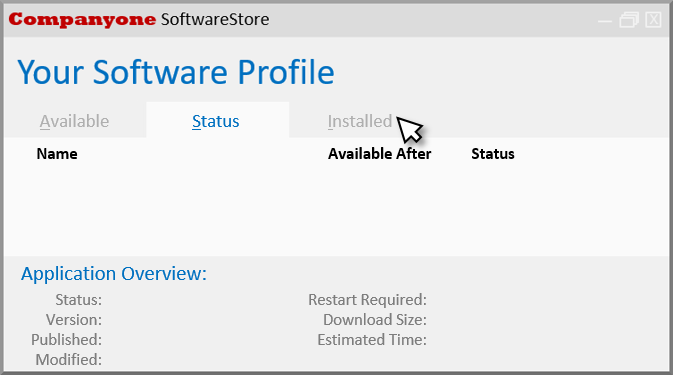 Companyone SoftwareStore
Your Software Profile
Available Status Installed
Name Available After Status
Application Overview:
Status: Restart Required:
Version: Download Size:
Published: Estimated Time:
Modified: